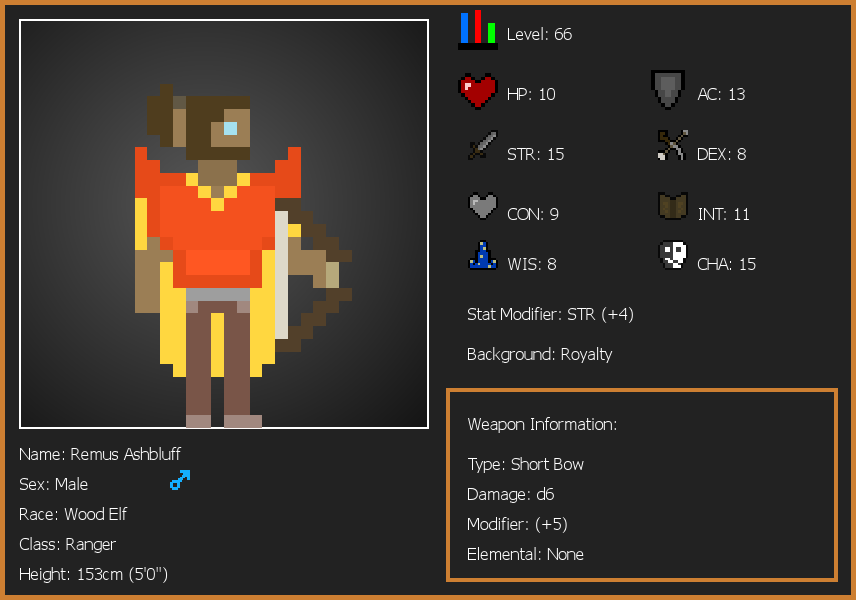 Level: 66
HP: 10
AC: 13
STR: 15
DEX: 8
CON: 9
INT: 11
WIS: 8
CHA: 15
Stat Modifier: STR (+4)
Background: Royalty
Weapon Information:
Type: Short Bow
Damage: d6
Modifier: (+5)
Elemental: None
Name: Remus Ashbluff
Sex: Male
Race: Wood Elf
Class: Ranger
Height: 153cm (5'0")